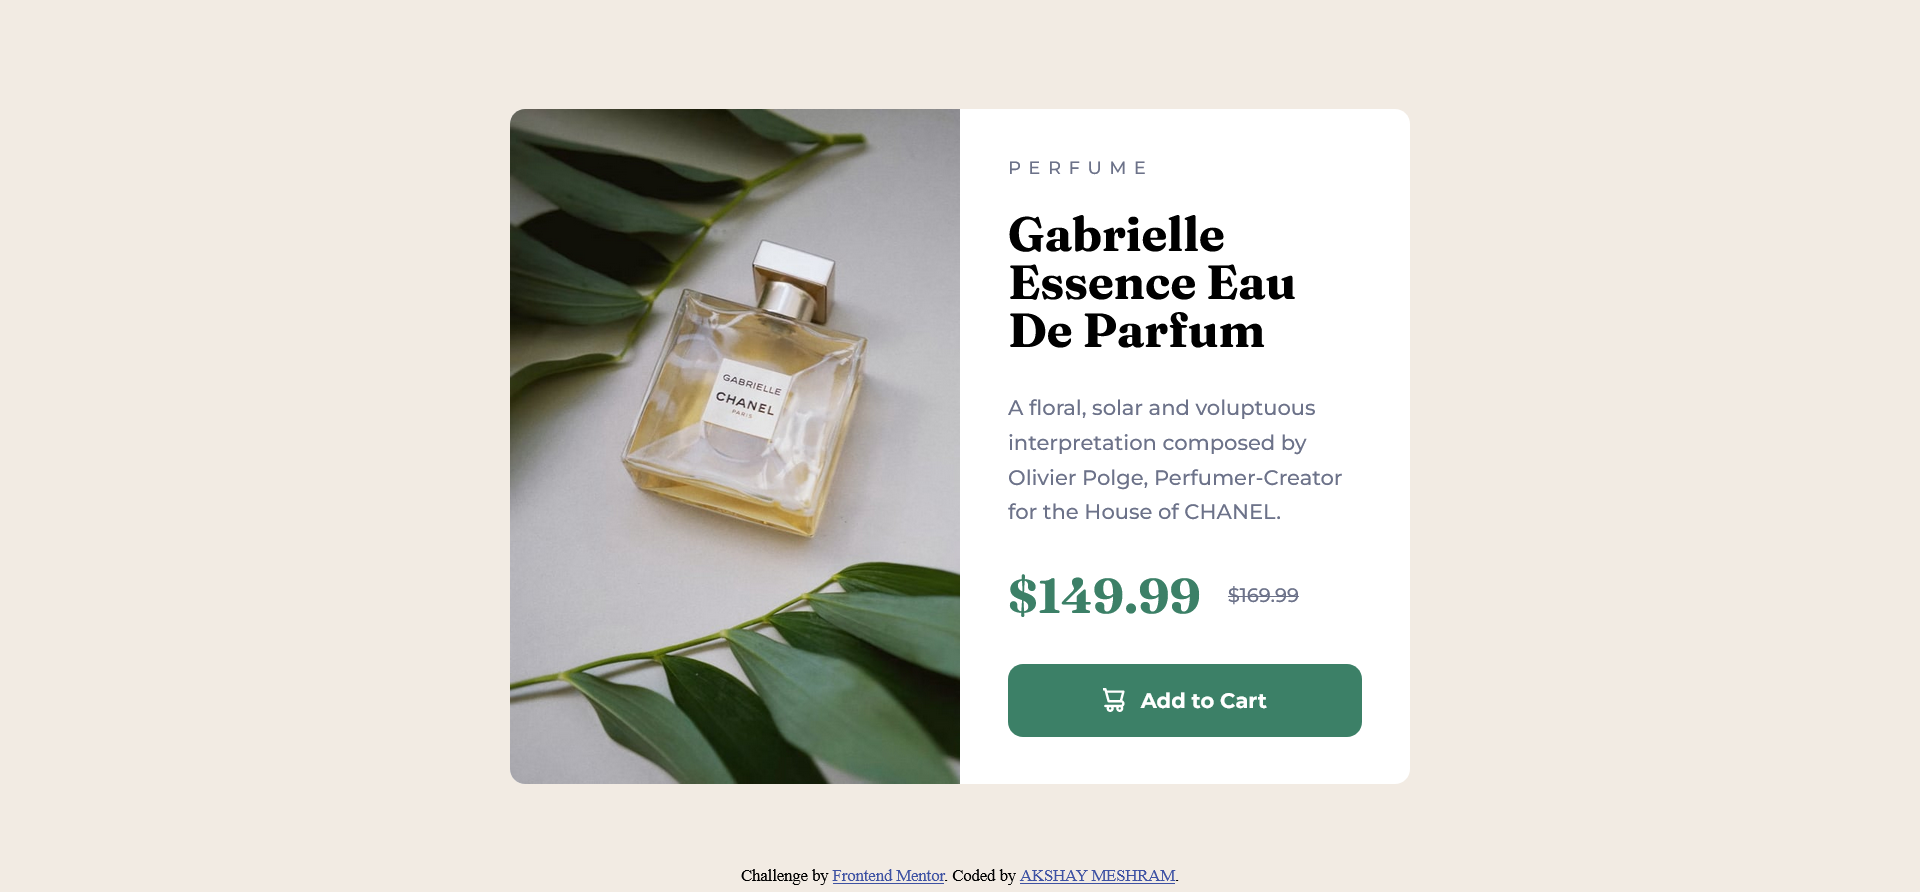 GABRIELLE
CHANEL
PARIS
PERFUME
Gabrielle
Essence Eau
De Parfum
A floral, solar and voluptuous
interpretation composed by
Olivier Polge, Perfumer-Creator
for the House of CHANEL.
$149.99 $169.99
Add to Cart
Challenge by Frontend Mentor. Coded by AKSHAY MESHRAM.